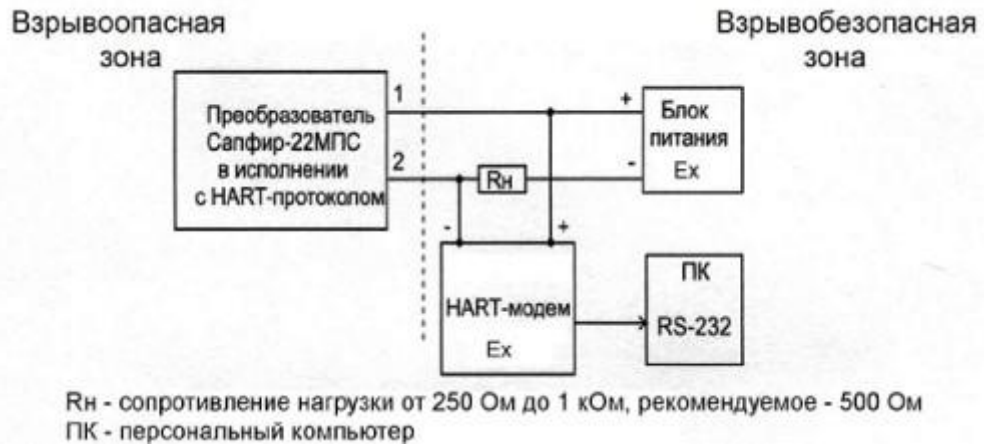 Взрывоопасная
зона
Взрывобезопасная
зона
Преобразователь
Сапфир-22МПС
в исполнении
с HART-протоколом
1
2
Rн
+
-
Блок
питания
Ex
-
+
HART-модем
Ex
ПК
RS-232
Rн - сопротивление нагрузки от 250 Ом до 1 кОм, рекомендуемое - 500 Ом
ПК - персональный компьютер